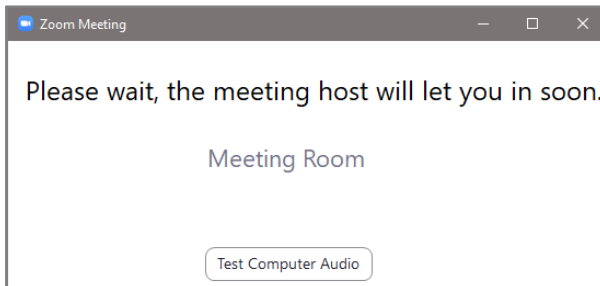 Zoom Meeting
Please wait, the meeting host will let you in soon.
Meeting Room
Test Computer Audio